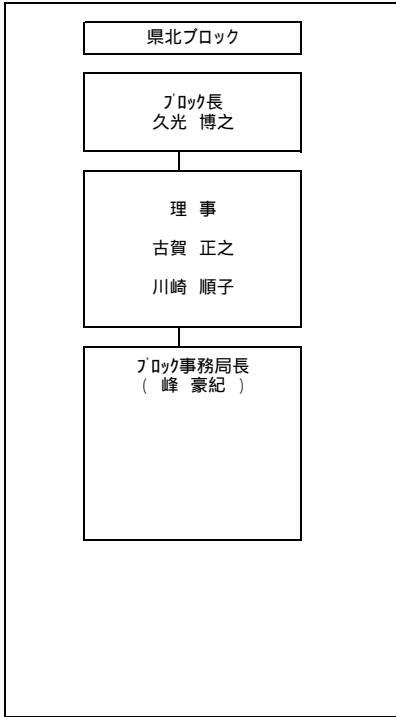 県北ブロック
ﾌﾞﾛｯｸ長
久光 博之
理 事
古賀 正之
川崎 順子
ﾌﾞﾛｯｸ事務局長
( 峰 豪紀 )